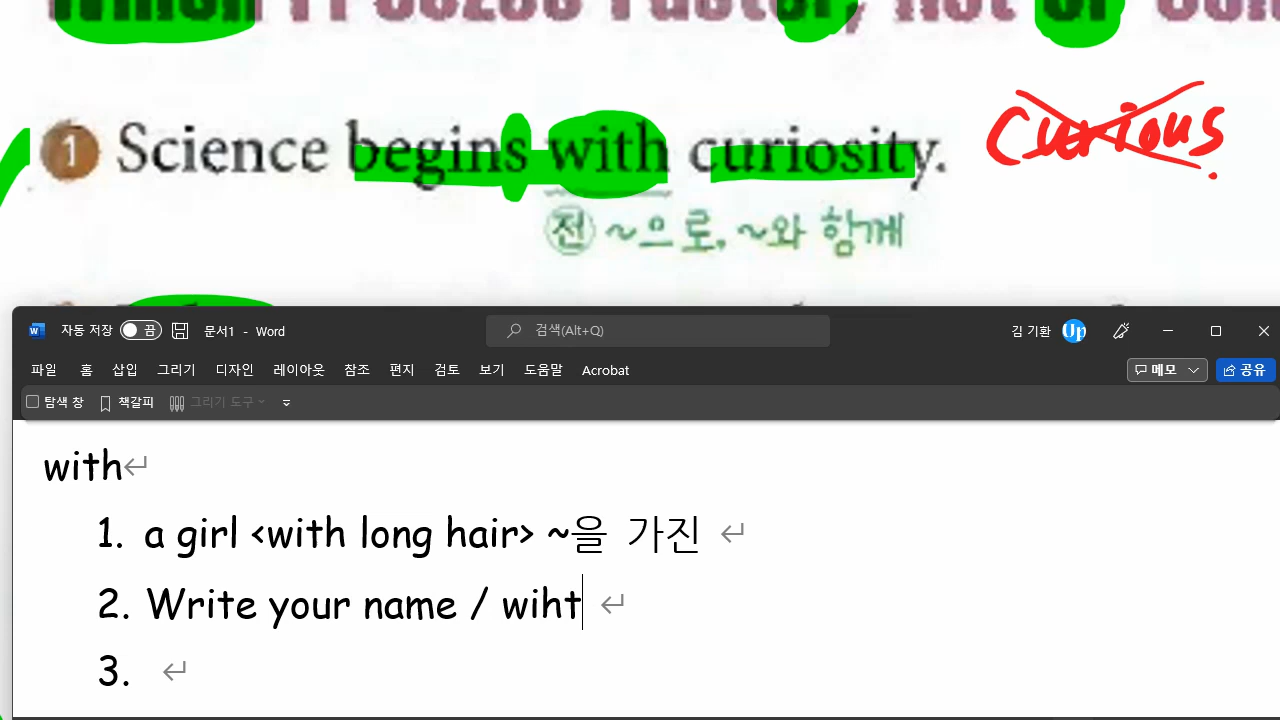 1 Science begins with curiosity. Curious
전 ~으로, ~와 함께
자동 저장 끔 문서1 - Word 검색(Alt+Q) 김 기환 Up
파일 홈 삽입 그리기 디자인 레이아웃 참조 편지 검토 보기 도움말 Acrobat 메모 공유
탐색 창 책갈피 그리기 도구
with
1. a girl <with long hair> ~을 가진
2. Write your name / wiht
3.